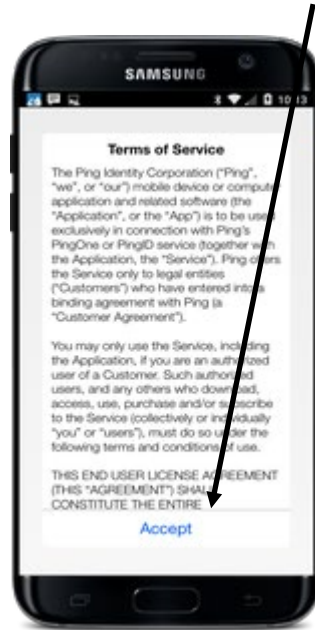 SAMSUNG
10 13
Terms of Service
The Ping Identity Corporation ("Ping",
"we", or "our") mobile device or computer
application and related software (the
"Application", or the "App") is to be used
exclusively in connection with Ping's
PingOne or PingID service (together with
the Application, the "Service"). Ping offers
the Service only to legal entities
("Customers") who have entered into a
binding agreement with Ping (a
"Customer Agreement").
You may only use the Service, including
the Application, if you are an authorized
user of a Customer. Such authorized
users, and any others who download,
access, use, purchase and/or subscribe
to the Service (collectively or individually
"you" or "users"), must do so under the
following terms and conditions of use.
THIS END USER LICENSE AGREEMENT
(THIS "AGREEMENT") SHALL
CONSTITUTE THE ENTIRE
Accept